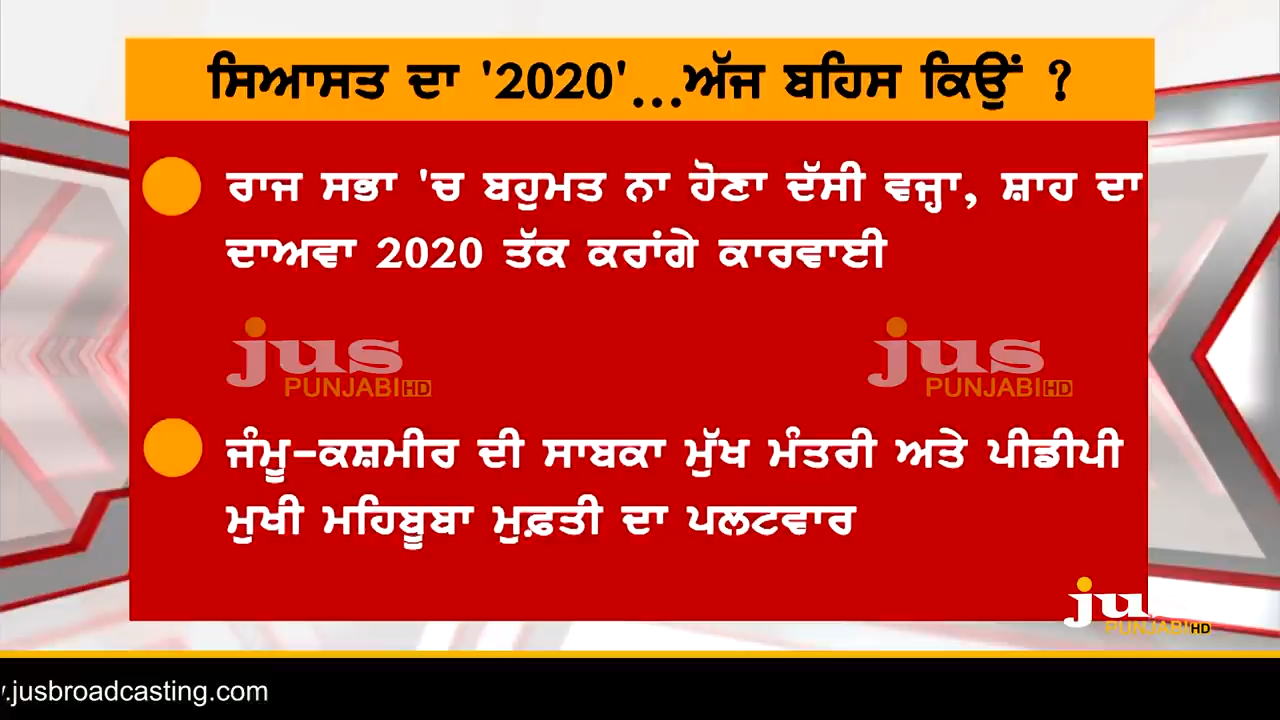 ਸਿਆਸਤ ਦਾ '2020'...ਅੱਜ ਬਹਿਸ ਕਿਉਂ ?
ਰਾਜ ਸਭਾ 'ਚ ਬਹੁਮਤ ਨਾ ਹੋਣਾ ਦੱਸੀ ਵਜ੍ਹਾ, ਸ਼ਾਹ ਦਾ
ਦਾਅਵਾ 2020 ਤੱਕ ਕਰਾਂਗੇ ਕਾਰਵਾਈ
jus jus
PUNJABI HD PUNJABI HD
ਜੰਮੂ-ਕਸ਼ਮੀਰ ਦੀ ਸਾਬਕਾ ਮੁੱਖ ਮੰਤਰੀ ਅਤੇ ਪੀਡੀਪੀ
ਮੁਖੀ ਮਹਿਬੂਬਾ ਮੁਫ਼ਤੀ ਦਾ ਪਲਟਵਾਰ
jus
PUNJABI HD
.jusbroadcasting.com